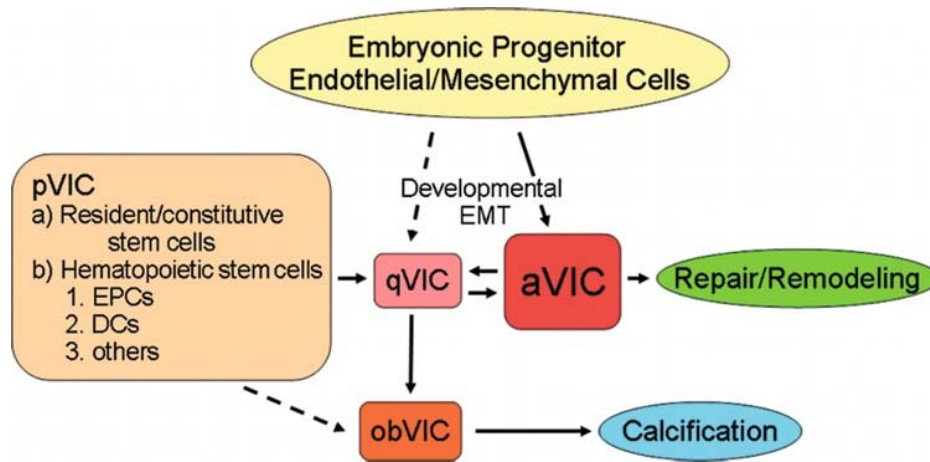 Embryonic Progenitor
Endothelial/Mesenchymal Cells
Developmental
EMT
pVIC
a) Resident/constitutive
stem cells
b) Hematopoietic stem cells
1. EPCs
2. DCs
3. others
qVIC
aVIC
Repair/Remodeling
obVIC
Calcification